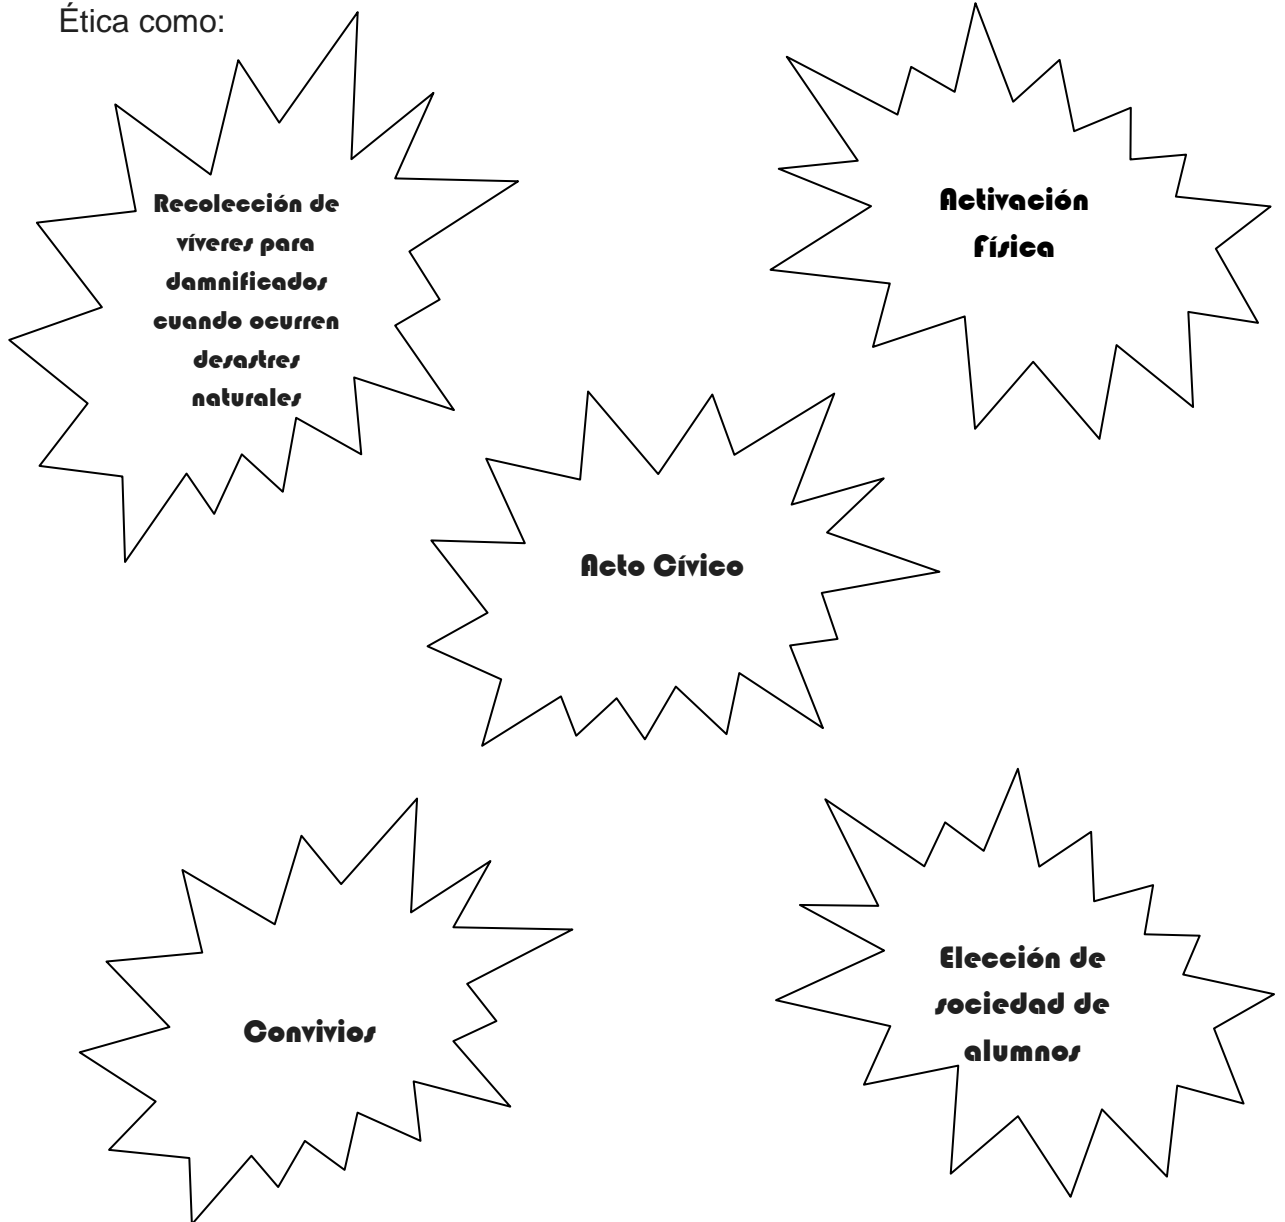 Ética como:
Recolección de
víveres para
damnificados
cuando ocurren
desastres
naturales
Activación
Física
Acto Cívico
Convivios
Elección de
sociedad de
alumnos